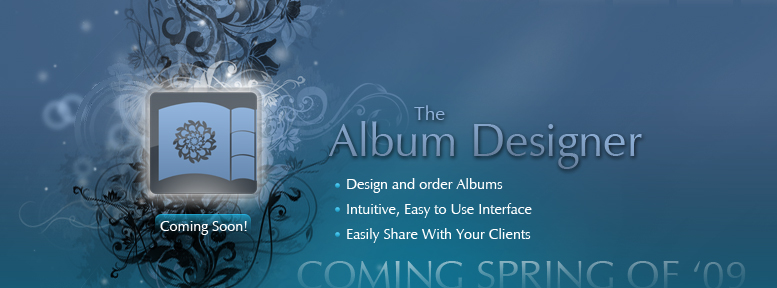 The
Album Designer
Design and order Albums
Intuitive, Easy to Use Interface
Easily Share With Your Clients
Coming Soon!
COMING SPRING OF ‘09